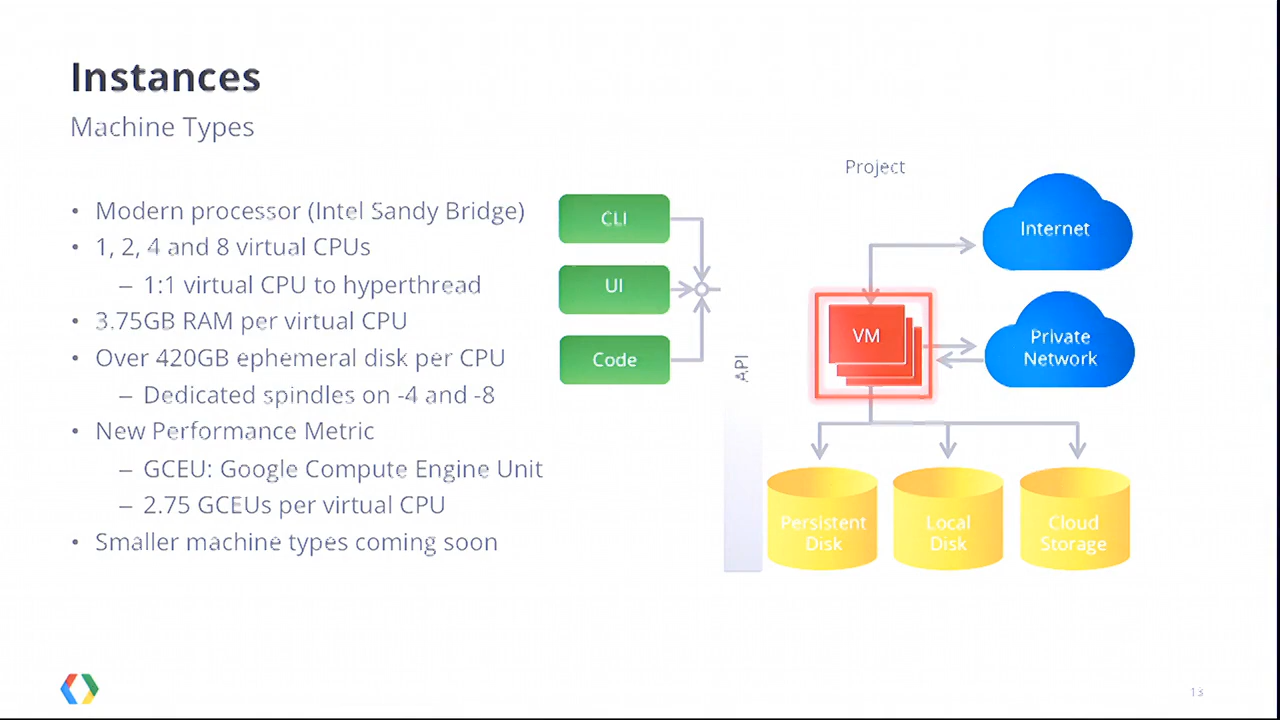 Instances
Machine Types
• Modern processor (Intel Sandy Bridge)
• 1, 2, 4 and 8 virtual CPUs
– 1:1 virtual CPU to hyperthread
• 3.75GB RAM per virtual CPU
• Over 420GB ephemeral disk per CPU
– Dedicated spindles on -4 and -8
• New Performance Metric
– GCEU: Google Compute Engine Unit
– 2.75 GCEUs per virtual CPU
• Smaller machine types coming soon
CLI
UI
Code
API
Project
Internet
VM
Private
Network
Persistent
Disk
Local
Disk
Cloud
Storage
13